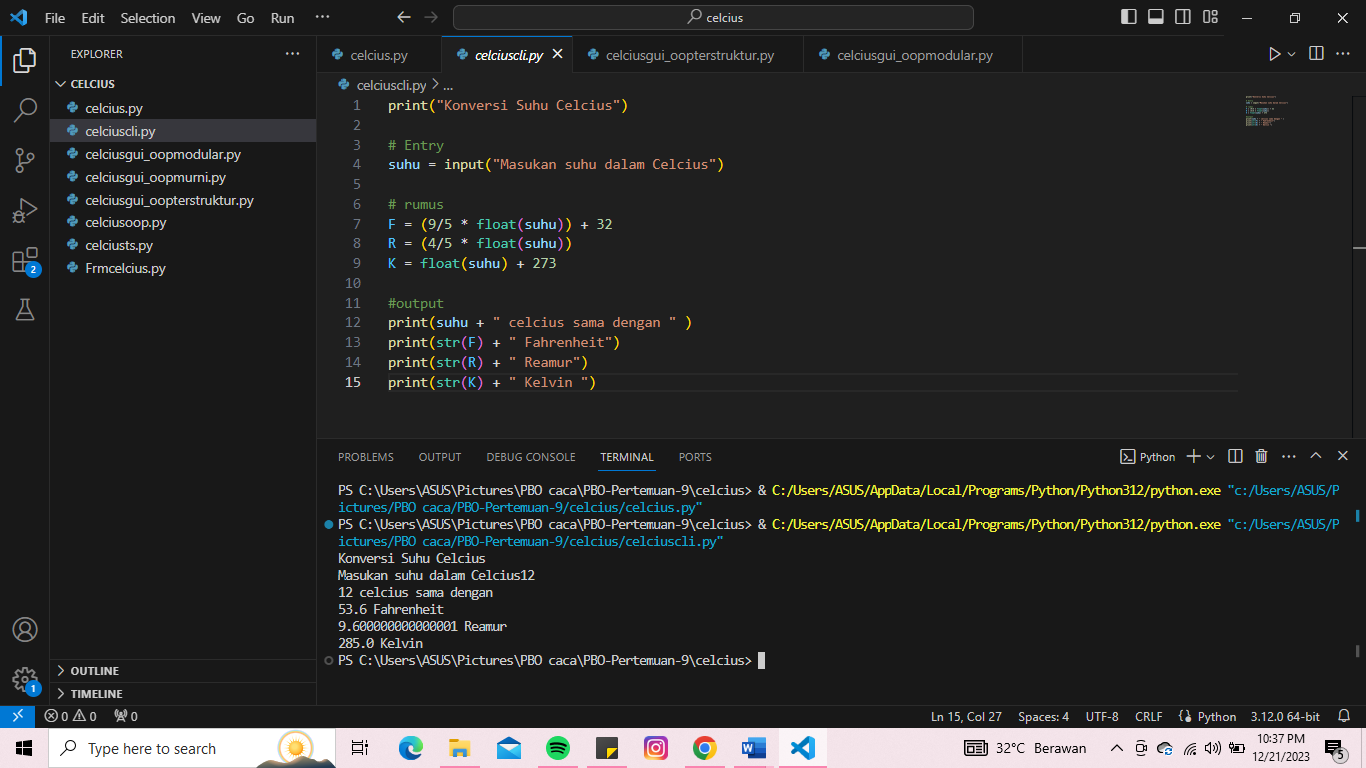 File Edit Selection View Go Run ···
celcius
EXPLORER
CELCIUS
celcius.py
celciuscli.py
celciusgui_oopmodular.py
celciusgui_oopmurni.py
celciusgui_oopterstruktur.py
celciusoop.py
celciusts.py
Frmcelcius.py
OUTLINE
TIMELINE
2
1
celcius.py celciuscli.py celciusgui_oopterstruktur.py celciusgui_oopmodular.py
celciuscli.py > ...
1 print("Konversi Suhu Celcius")
2
3 # Entry
4 suhu = input("Masukan suhu dalam Celcius")
5
6 # rumus
7 F = (9/5 * float(suhu)) + 32
8 R = (4/5 * float(suhu))
9 K = float(suhu) + 273
10
11 #output
12 print(suhu + " celcius sama dengan " )
13 print(str(F) + " Fahrenheit")
14 print(str(R) + " Reamur")
15 print(str(K) + " Kelvin ")
PROBLEMS OUTPUT DEBUG CONSOLE TERMINAL PORTS
Python
PS C:\Users\ASUS\Pictures\PBO caca\PBO-Pertemuan-9\celcius> & C:/Users/ASUS/AppData/Local/Programs/Python/Python312/python.exe "c:/Users/ASUS/P
ictures/PBO caca/PBO-Pertemuan-9/celcius/celcius.py"
PS C:\Users\ASUS\Pictures\PBO caca\PBO-Pertemuan-9\celcius> & C:/Users/ASUS/AppData/Local/Programs/Python/Python312/python.exe "c:/Users/ASUS/P
ictures/PBO caca/PBO-Pertemuan-9/celcius/celciuscli.py"
Konversi Suhu Celcius
Masukan suhu dalam Celcius12
12 celcius sama dengan
53.6 Fahrenheit
9.600000000000001 Reamur
285.0 Kelvin
PS C:\Users\ASUS\Pictures\PBO caca\PBO-Pertemuan-9\celcius>
0 0 0 Ln 15, Col 27 Spaces: 4 UTF-8 CRLF Python 3.12.0 64-bit
Type here to search
32°C Berawan
10:37 PM
12/21/2023
5